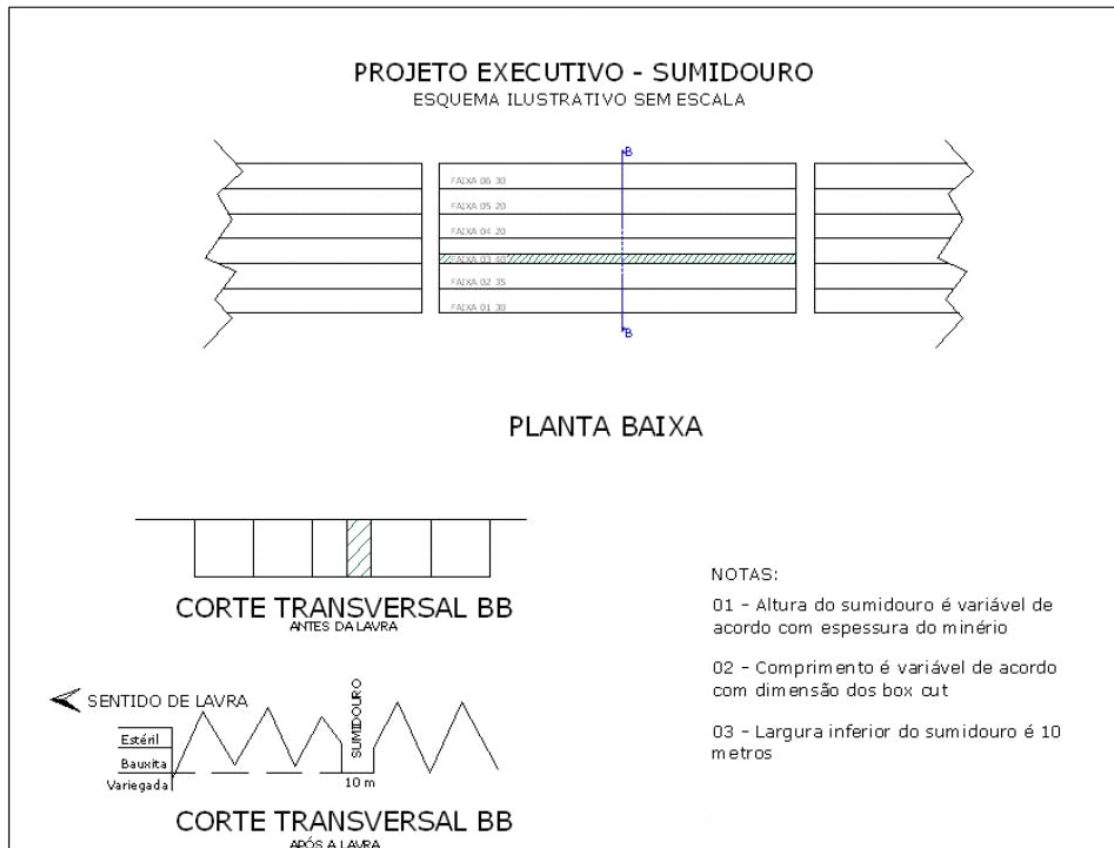 PROJETO EXECUTIVO - SUMIDOURO
ESQUEMA ILUSTRATIVO SEM ESCALA
B
FAIXA 06 30
FAIXA 05 20
FAIXA 04 20
FAIXA 03 40
FAIXA 02 35
FAIXA 01 30
B
PLANTA BAIXA
CORTE TRANSVERSAL BB
ANTES DA LAVRA
SENTIDO DE LAVRA
SUMIDOURO
Estéril
Bauxita
Variegada
10 m
CORTE TRANSVERSAL BB
APÓS A LAVRA
NOTAS:
01 - Altura do sumidouro é variável de
acordo com espessura do minério
02 - Comprimento é variável de acordo
com dimensão dos box cut
03 - Largura inferior do sumidouro é 10
metros